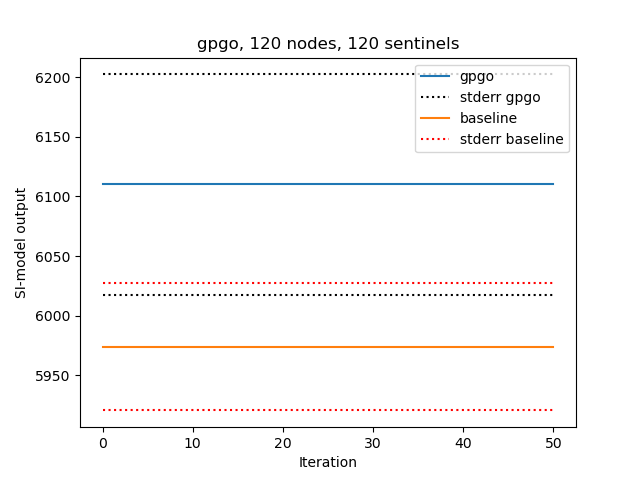 gpgo, 120 nodes, 120 sentinels
gpgo
stderr gpgo
baseline
stderr baseline
SI-model output
6200
6150
6100
6050
6000
5950
0 10 20 30 40 50
Iteration